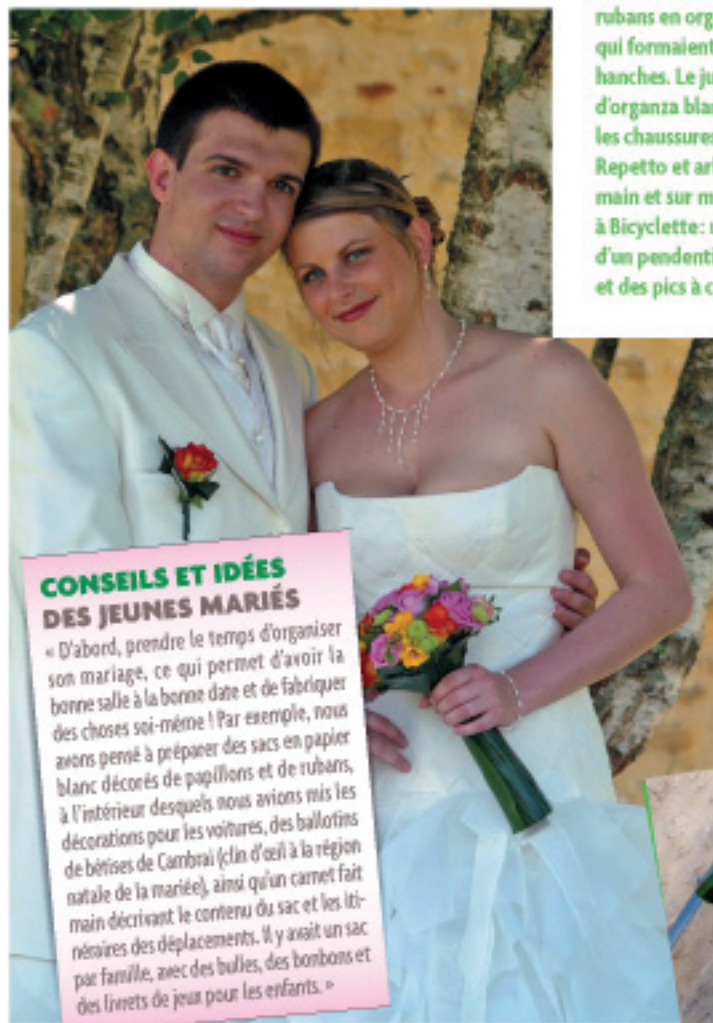 rubans en org
qui formaient
hanches. Le ju
d'organza blan
les chaussures
Repetto et ar
main et sur m
à Bicyclette:
d'un pendenti
et des pics à c
CONSEILS ET IDÉES
DES JEUNES MARIÉS
« D'abord, prendre le temps d'organiser
son mariage, ce qui permet d'avoir la
bonne salle à la bonne date et de fabriquer
des choses soi-même ! Par exemple, nous
avons pensé à préparer des sacs en papier
blanc décorés de papillons et de rubans,
à l'intérieur desquels nous avions mis les
décorations pour les voitures, des ballotins
de bêtises de Cambrai (clin d'œil à la région
natale de la mariée), ainsi qu'un carnet fait
main décrivant le contenu du sac et les iti-
néraires des déplacements. Il y avait un sac
par famille, avec des bulles, des bonbons et
des livrets de jeux pour les enfants. »